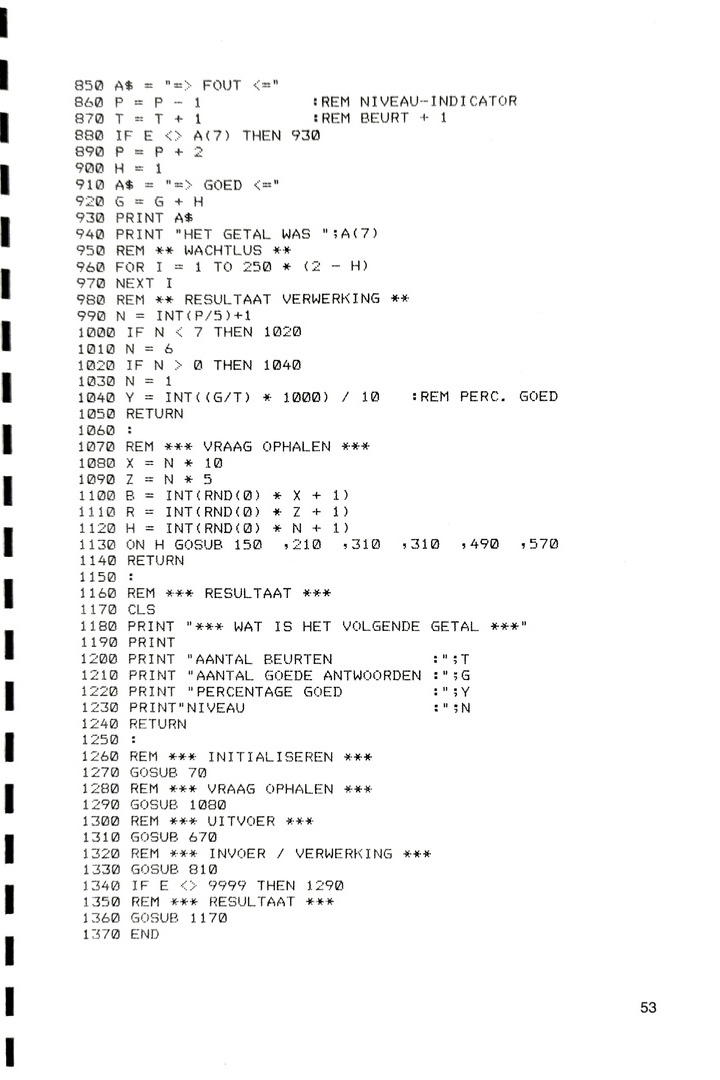 850 A$ = "=> FOUT <="
860 P = P - 1           :REM NIVEAU-INDICATOR
870 T = T + 1           :REM BEURT + 1
880 IF E <> A(7) THEN 930
890 P = P + 2
900 H = 1
910 A$ = "=> GOED <="
920 G = G + H
930 PRINT A$
940 PRINT "HET GETAL WAS ";A(7)
950 REM ** WACHTLUS **
960 FOR I = 1 TO 250 * (2 - H)
970 NEXT I
980 REM ** RESULTAAT VERWERKING **
990 N = INT(P/5)+1
1000 IF N < 7 THEN 1020
1010 N = 6
1020 IF N > 0 THEN 1040
1030 N = 1
1040 Y = INT((G/T) * 1000) / 10   :REM PERC. GOED
1050 RETURN
1060 :
1070 REM *** VRAAG OPHALEN ***
1080 X = N * 10
1090 Z = N * 5
1100 B = INT(RND(0) * X + 1)
1110 R = INT(RND(0) * Z + 1)
1120 H = INT(RND(0) * N + 1)
1130 ON H GOSUB 150  ,210  ,310  ,310  ,490  ,570
1140 RETURN
1150 :
1160 REM *** RESULTAAT ***
1170 CLS
1180 PRINT "*** WAT IS HET VOLGENDE GETAL ***"
1190 PRINT
1200 PRINT "AANTAL BEURTEN          :";T
1210 PRINT "AANTAL GOEDE ANTWOORDEN :";G
1220 PRINT "PERCENTAGE GOED         :";Y
1230 PRINT"NIVEAU                   :";N
1240 RETURN
1250 :
1260 REM *** INITIALISEREN ***
1270 GOSUB 70
1280 REM *** VRAAG OPHALEN ***
1290 GOSUB 1080
1300 REM *** UITVOER ***
1310 GOSUB 670
1320 REM *** INVOER / VERWERKING ***
1330 GOSUB 810
1340 IF E <> 9999 THEN 1290
1350 REM *** RESULTAAT ***
1360 GOSUB 1170
1370 END
53